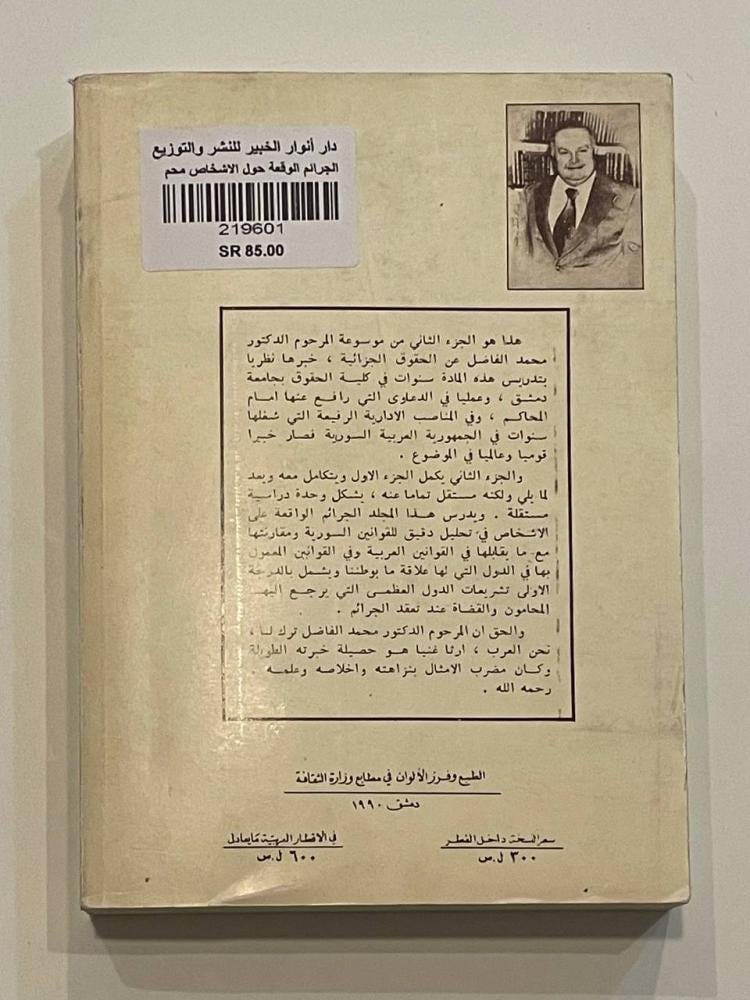 دار أنوار الخبير للنشر والتوزيع
الجرائم الوقعة حول الاشخاص محم
219601
SR 85.00
هذا هو الجزء الثاني من موسوعة المرحوم الدكتور
محمد الفاضل عن الحقوق الجزائية ، خبرها نظريا
بتدريس هذه المادة سنوات في كلية الحقوق بجامعة
دمشق ، وعمليا في الدعاوى التي رافع عنها امام
المحاكم ، وفي المناصب الادارية الرفيعة التي شغلها
سنوات في الجمهورية العربية السورية فصار خبيرا
قوميا وعالميا في الموضوع .
والجزء الثاني يكمل الجزء الاول ويتكامل معه ويعد
لما يلي ولكنه مستقل تماما عنه ، يشكل وحدة دراسية
مستقلة . ويدرس هذا المجلد الجرائم الواقعة على
الاشخاص في تحليل دقيق للقوانين السورية ومقارنتها
مع ما يقابلها في القوانين العربية وفي القوانين المعمول
بها في الدول التي لها علاقة ما بوطننا ويشمل بالدرجة
الاولى تشريعات الدول العظمى التي يرجع اليها
المحامون والقضاة عند تعقد الجرائم .
والحق ان المرحوم الدكتور محمد الفاضل ترك لنا ،
نحن العرب ، ارثا غنيا هو حصيلة خبرته الطويلة
وكان مضرب الامثال بنزاهته واخلاصه وعلمه .
رحمه الله .
الطبع وفرز الألوان في مطابع وزارة الثقافة
دمشق ١٩٩٠
سعر النسخة داخل القطر
٣٠٠ ل.س
في الاقطار العربية مايعادل
٦٠٠ ل.س